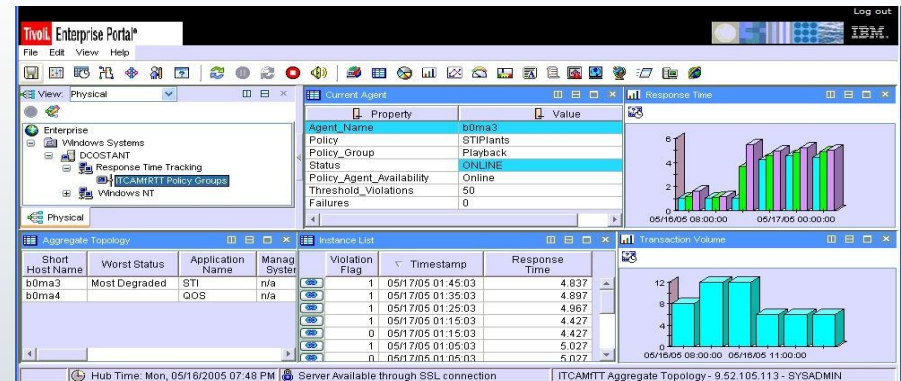 Log out
Tivoli. Enterprise Portal
IBM.
File Edit View Help
View: Physical
Enterprise
Windows Systems
DCOSTANT
Response Time Tracking
ITCAMfRTT Policy Groups
Windows NT
Physical
Current Agent
Property Value
Agent_Name b0ma3
Policy STIPlants
Policy_Group Playback
Status ONLINE
Policy_Agent_Availability Online
Threshold_Violations 50
Failures 0
Response Time
6
4
2
0
05/16/05 08:00:00 05/17/05 00:00:00
Aggregate Topology
Short Host Name Worst Status Application Name Manag Syster
b0ma3 Most Degraded STI n/a
b0ma4 QOS n/a
Instance List
Violation Flag Timestamp Response Time
1 05/17/05 01:45:03 4.837
1 05/17/05 01:35:03 4.897
1 05/17/05 01:25:03 4.967
1 05/17/05 01:15:03 4.427
0 05/17/05 01:15:03 4.427
1 05/17/05 01:05:03 5.027
0 05/17/05 01:05:03 5.027
Transaction Volume
12
8
4
0
05/16/05 08:00:00 05/16/05 11:00:00
Hub Time: Mon, 05/16/2005 07:48 PM
Server Available through SSL connection
ITCAMfTT Aggregate Topology - 9.52.105.113 - SYSADMIN